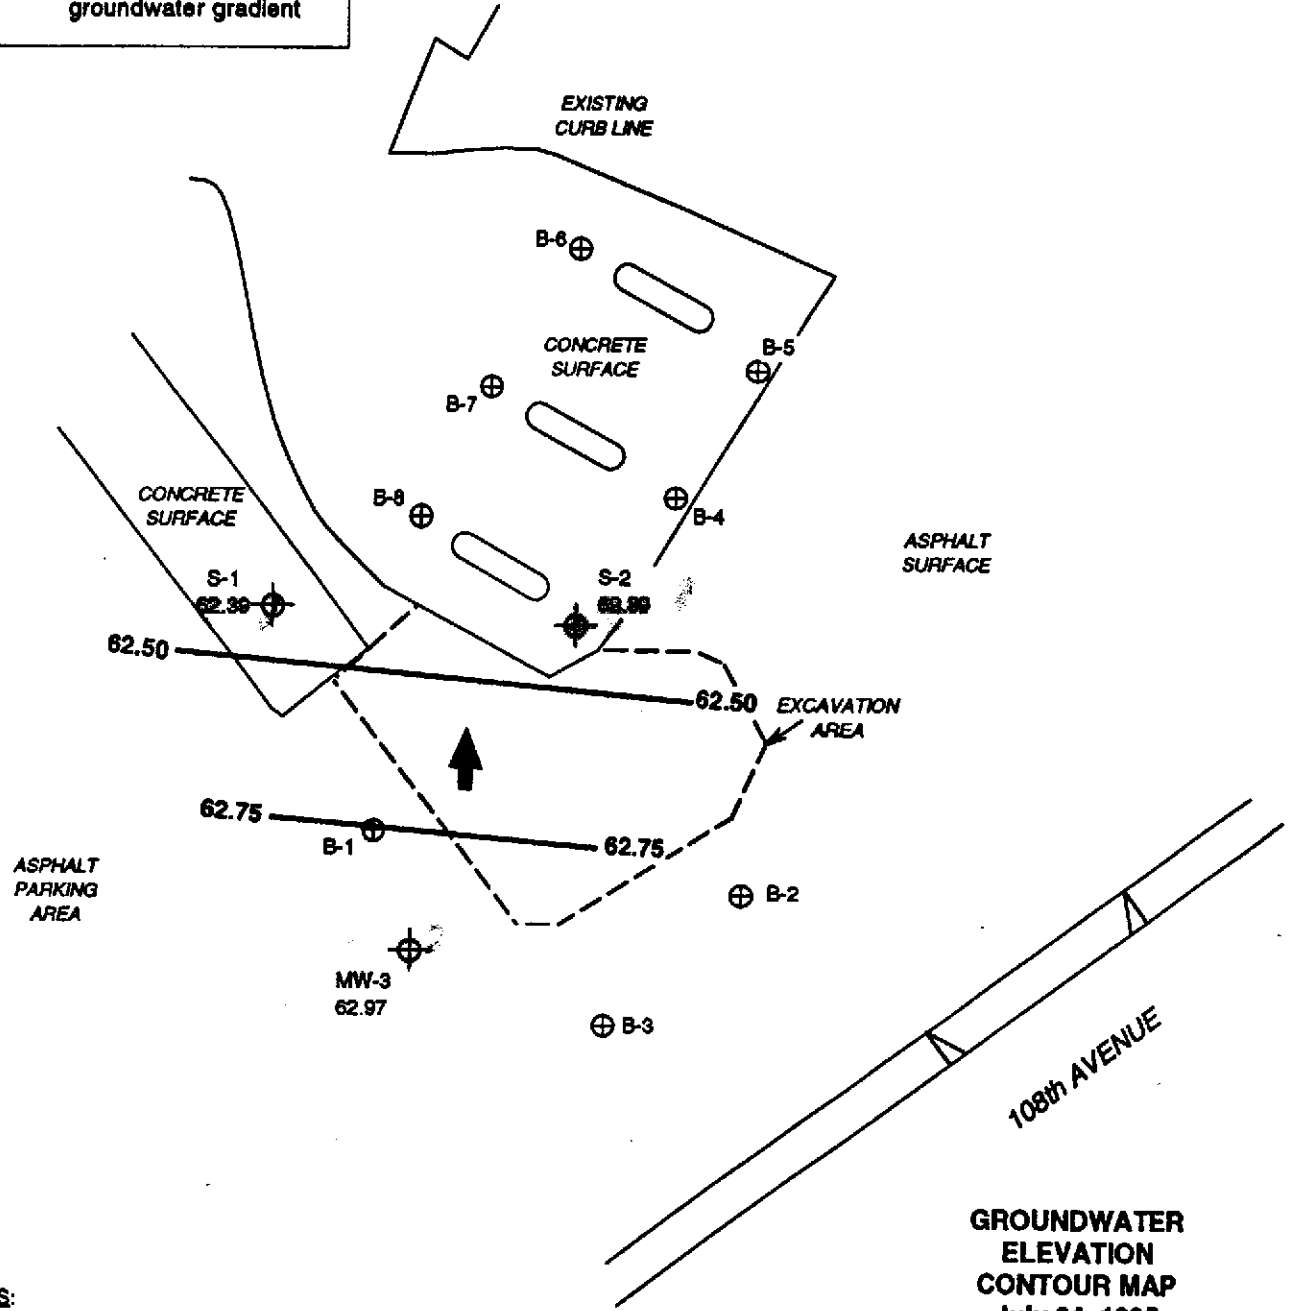 groundwater gradient
EXISTING
CURB LINE
B-6
CONCRETE
SURFACE
B-5
B-7
CONCRETE
SURFACE
B-8
B-4
ASPHALT
SURFACE
S-1
62.39
S-2
62.50
62.50
EXCAVATION
AREA
62.75
B-1
62.75
ASPHALT
PARKING
AREA
B-2
MW-3
62.97
B-3
108th AVENUE
GROUNDWATER
ELEVATION
CONTOUR MAP